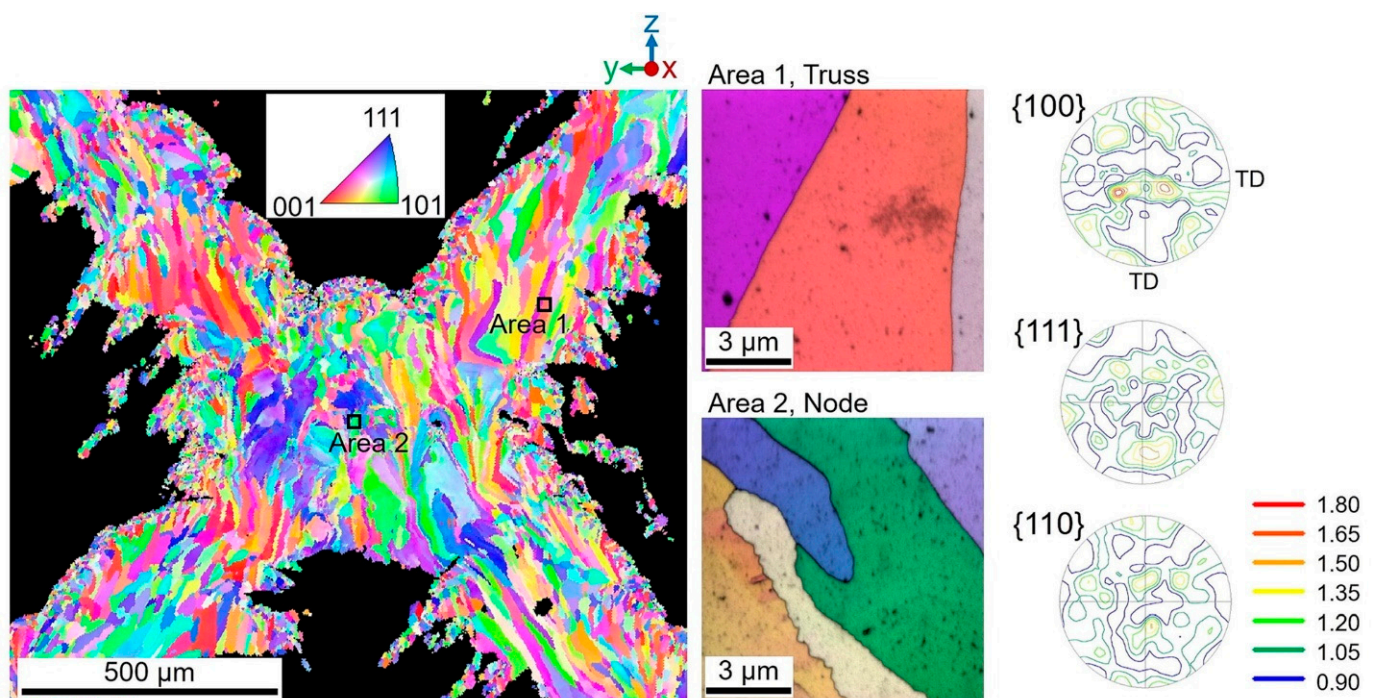 z
y
x
111
001
101
Area 1
Area 2
500 µm
Area 1, Truss
3 µm
Area 2, Node
3 µm
{100}
TD
TD
{111}
{110}
1.80
1.65
1.50
1.35
1.20
1.05
0.90